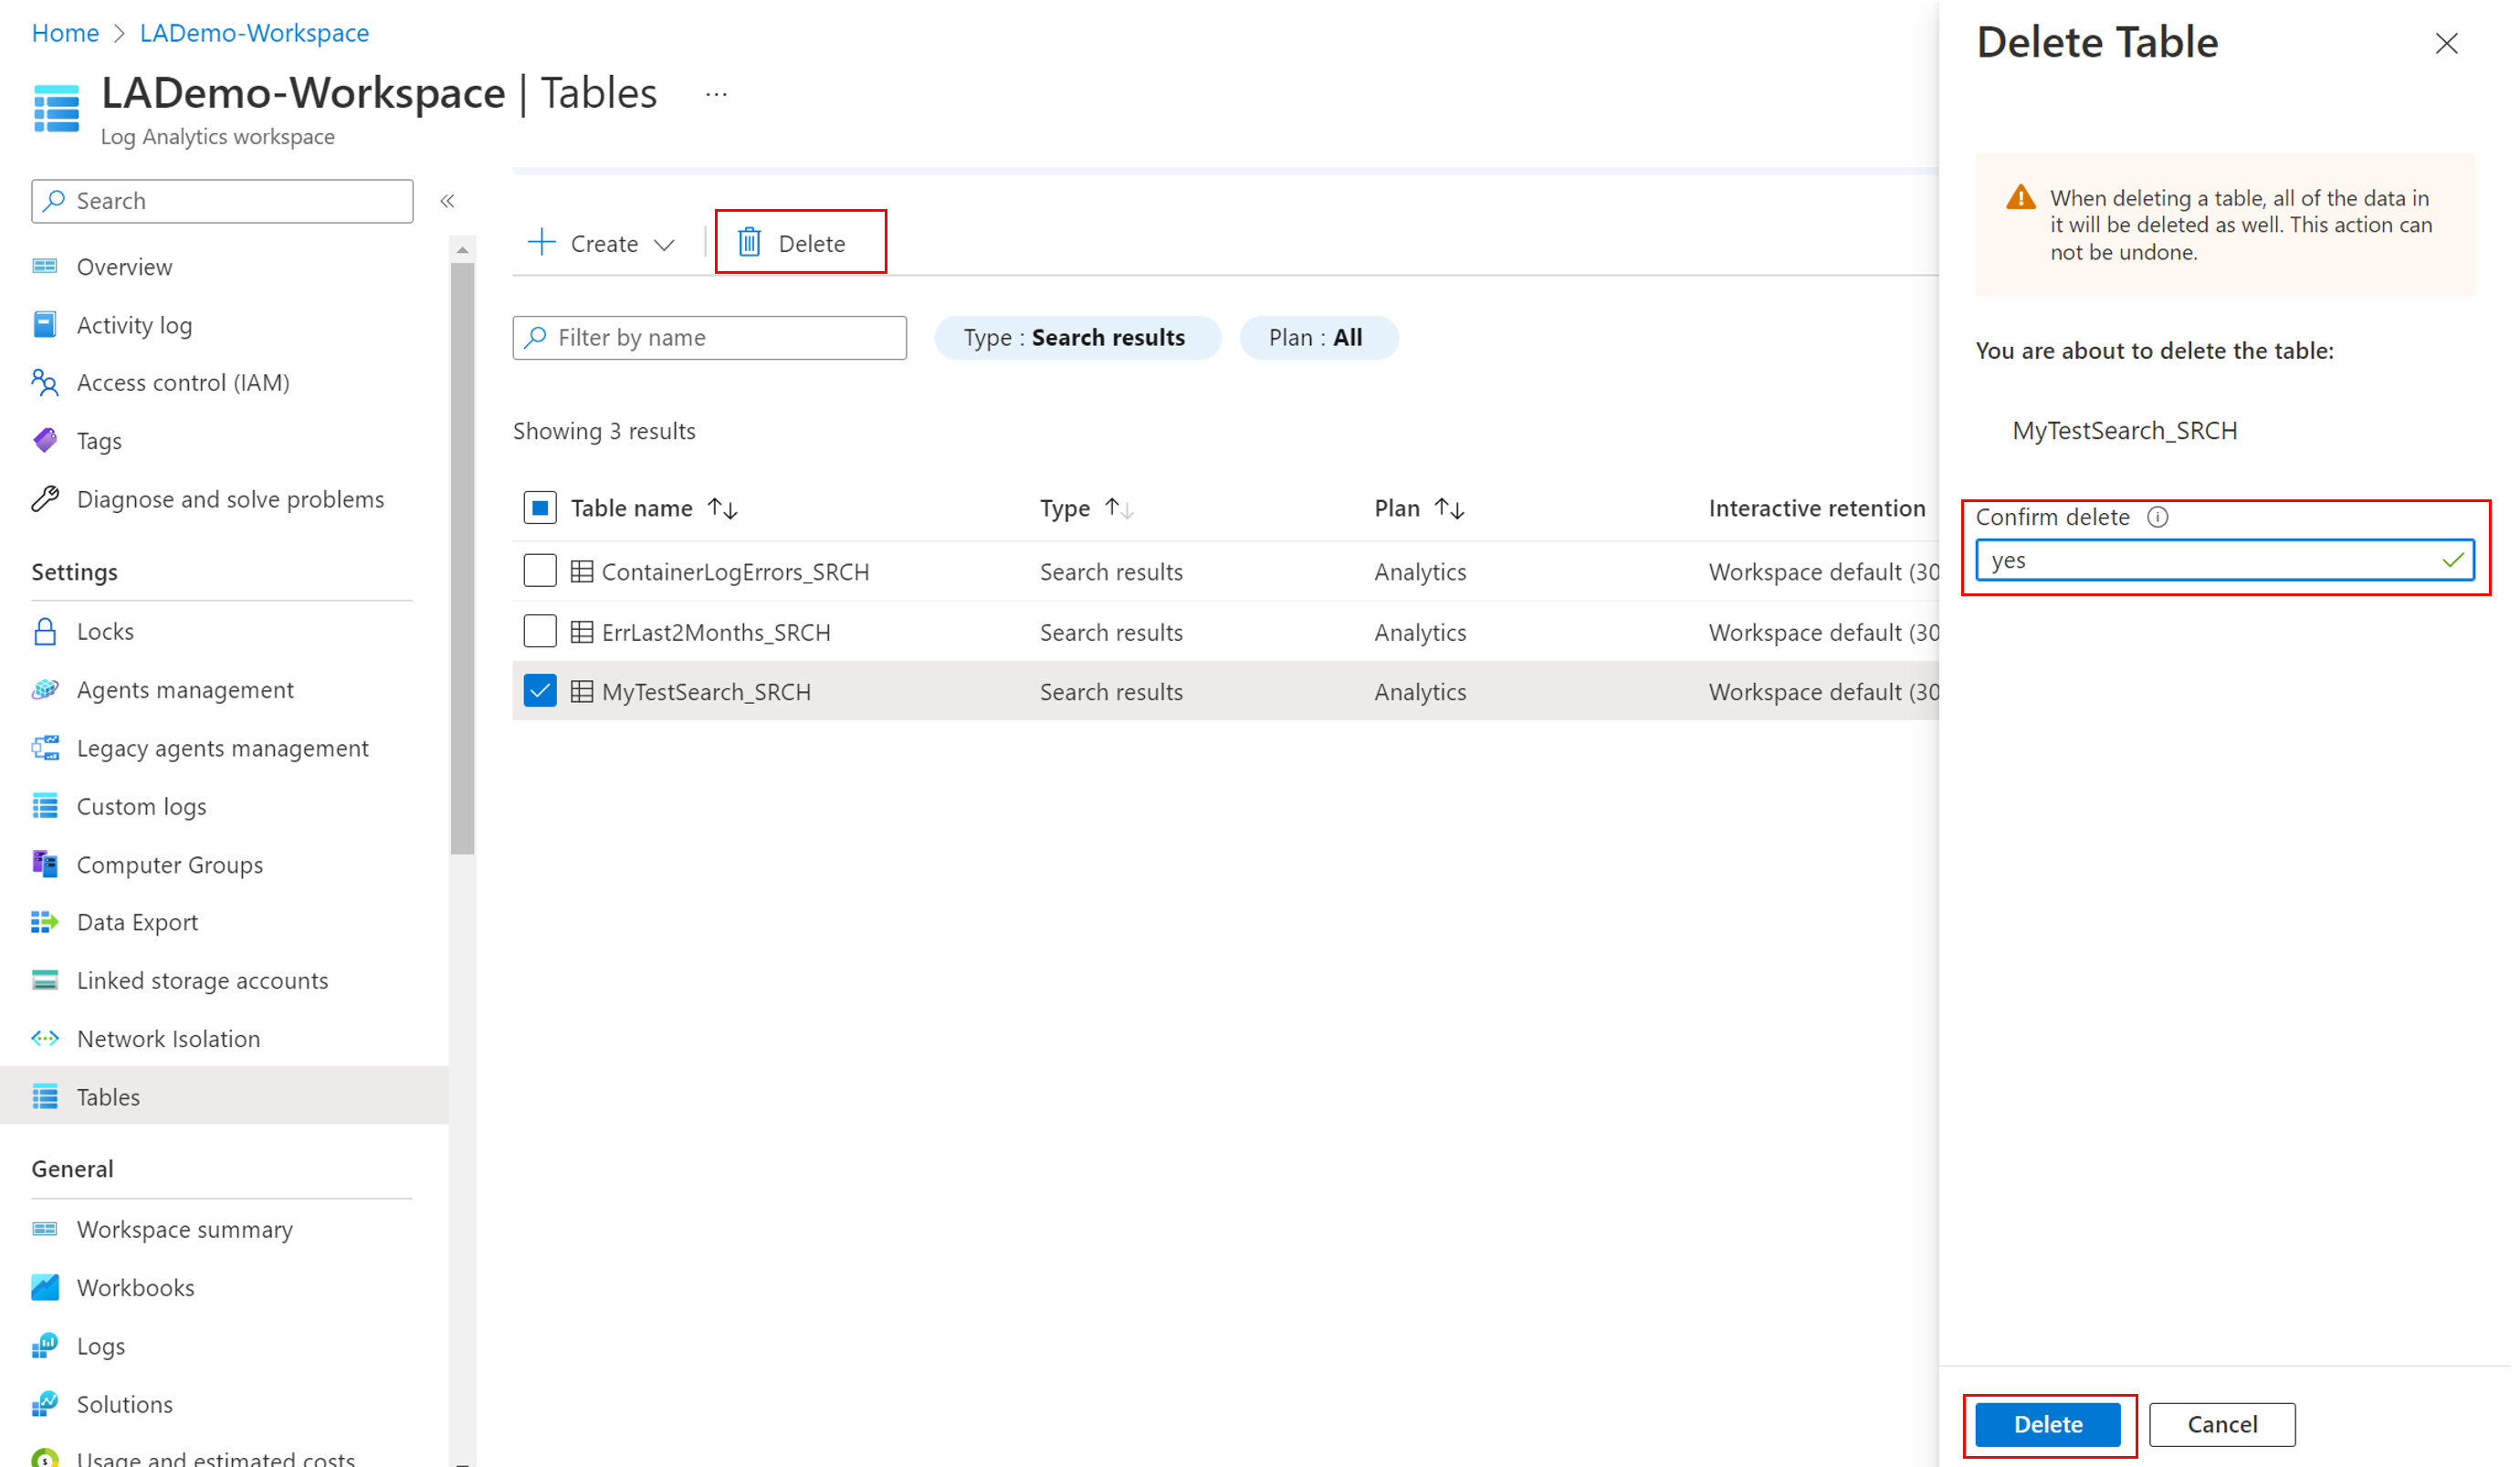 Home > LADemo-Workspace
LADemo-Workspace | Tables ...
Log Analytics workspace
Search
«
Overview
Activity log
Access control (IAM)
Tags
Diagnose and solve problems
Settings
Locks
Agents management
Legacy agents management
Custom logs
Computer Groups
Data Export
Linked storage accounts
Network Isolation
Tables
General
Workspace summary
Workbooks
Logs
Solutions
Usage and estimated costs
Create
Delete
Filter by name
Type : Search results
Plan : All
Showing 3 results
Table name Type Plan Interactive retention
ContainerLogErrors_SRCH Search results Analytics Workspace default (30
ErrLast2Months_SRCH Search results Analytics Workspace default (30
MyTestSearch_SRCH Search results Analytics Workspace default (30
Delete Table
When deleting a table, all of the data in
it will be deleted as well. This action can
not be undone.
You are about to delete the table:
MyTestSearch_SRCH
Confirm delete
yes
Delete
Cancel